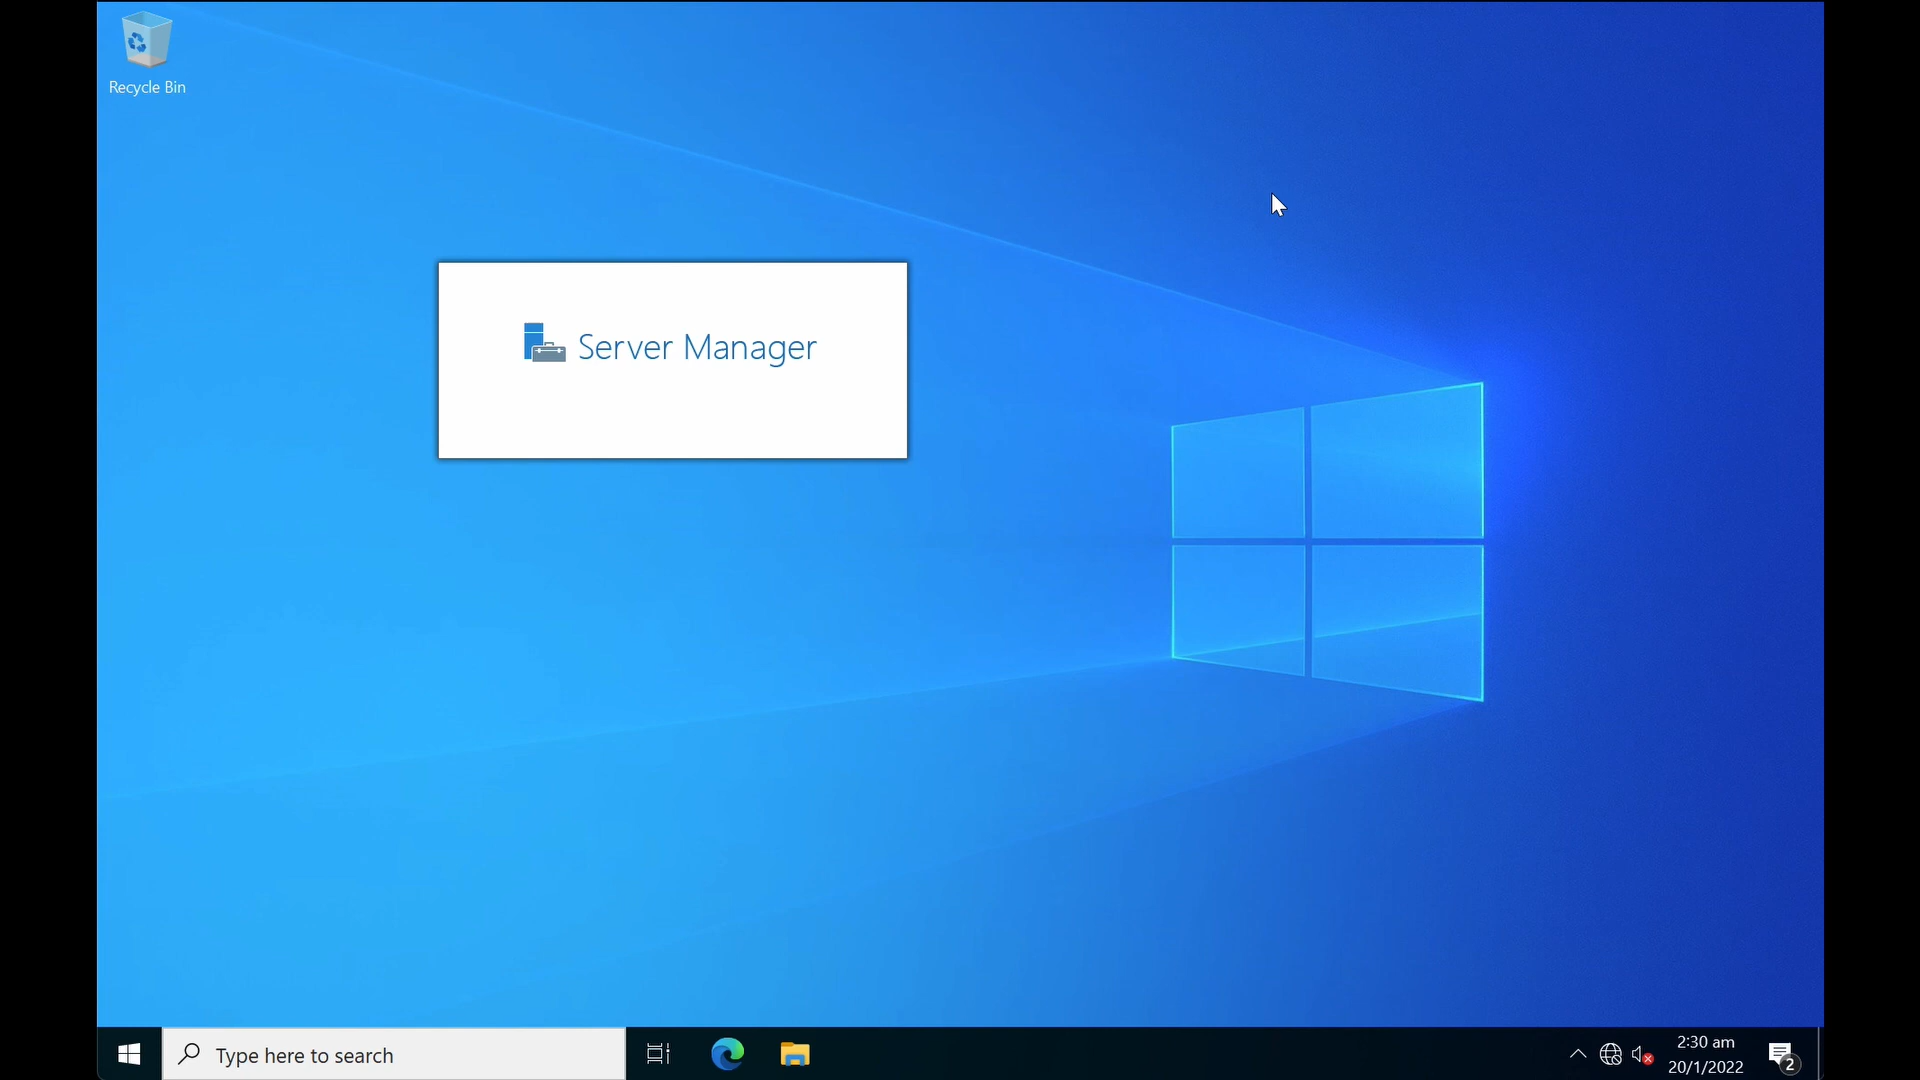 Recycle Bin
Server Manager
Type here to search
2:30 am
20/1/2022
2